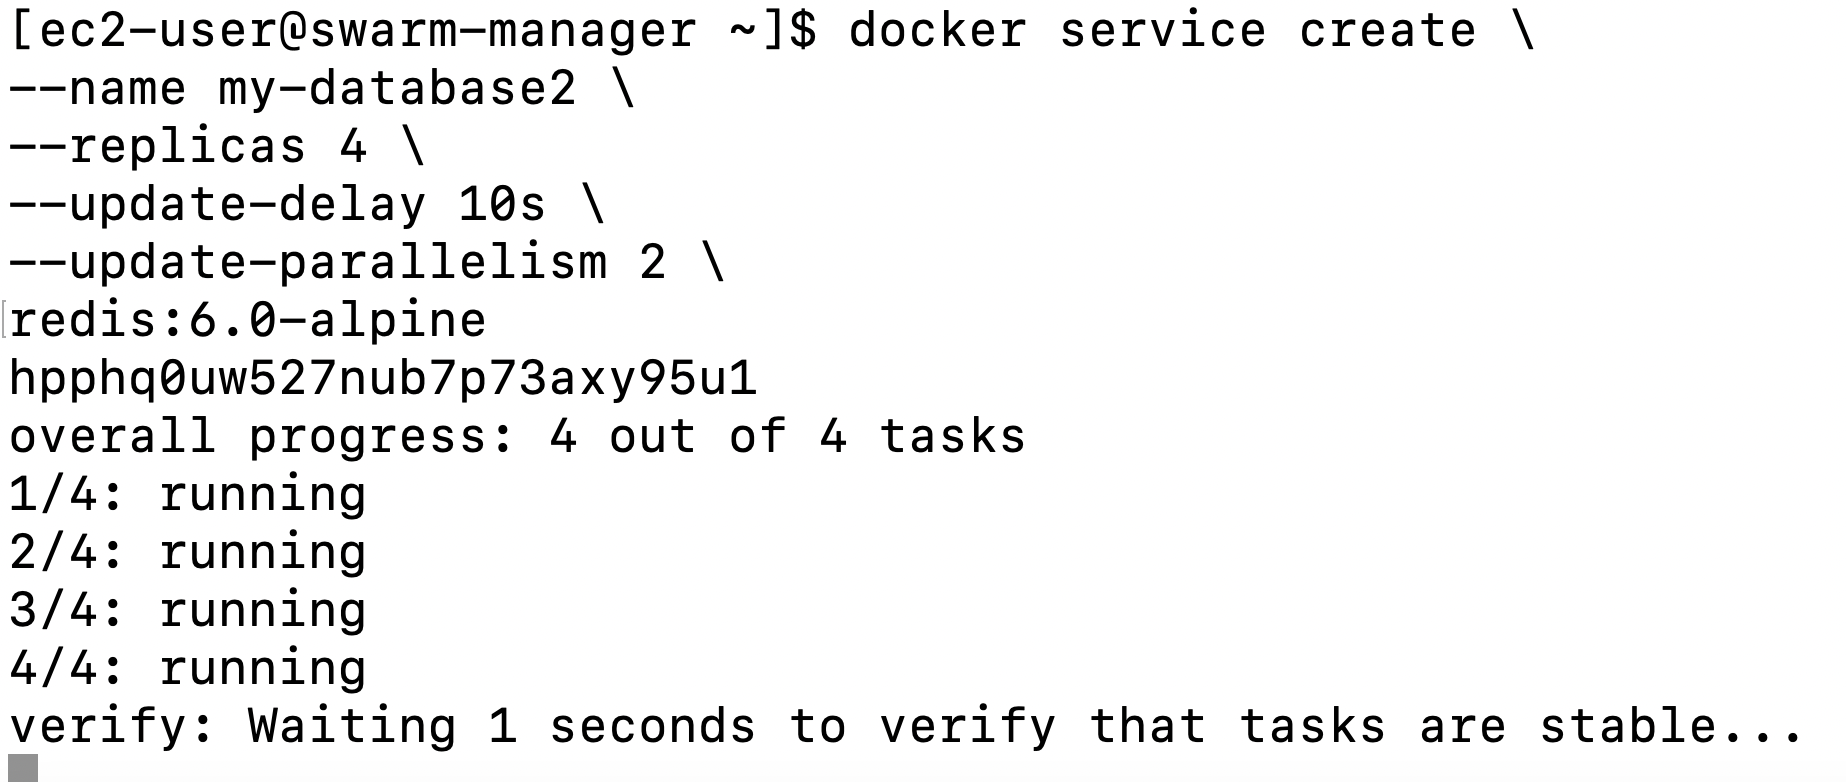 [ec2-user@swarm-manager ~]$ docker service create \
--name my-database2 \
--replicas 4 \
--update-delay 10s \
--update-parallelism 2 \
redis:6.0-alpine
hpphq0uw527nub7p73axy95u1
overall progress: 4 out of 4 tasks
1/4: running
2/4: running
3/4: running
4/4: running
verify: Waiting 1 seconds to verify that tasks are stable...